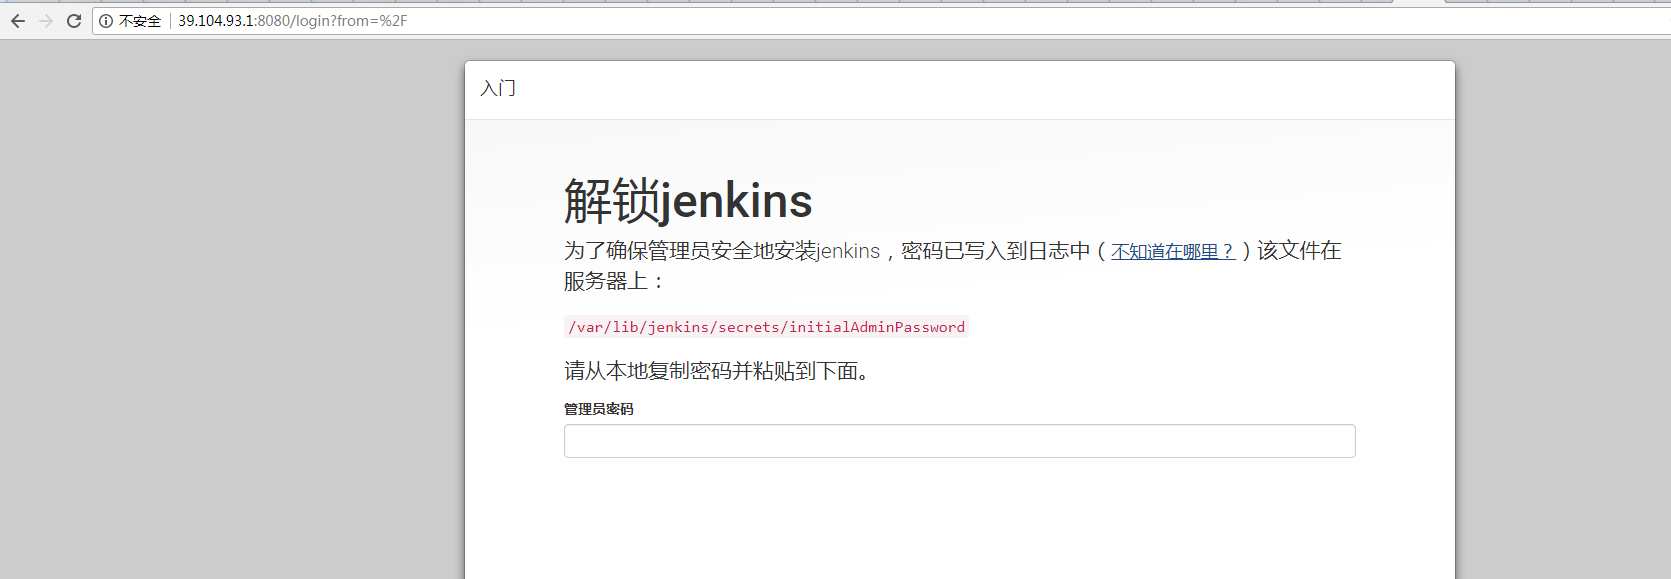 不安全 39.104.93.1:8080/login?from=%2F
入门
解锁jenkins
为了确保管理员安全地安装jenkins，密码已写入到日志中（不知道在哪里？）该文件在
服务器上：
/var/lib/jenkins/secrets/initialAdminPassword
请从本地复制密码并粘贴到下面。
管理员密码